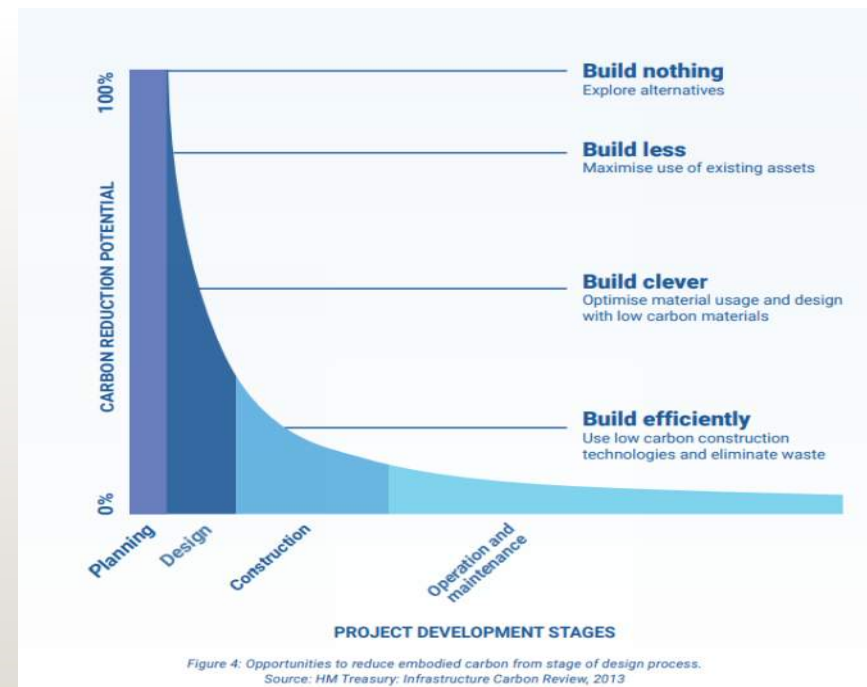 100%
CARBON REDUCTION POTENTIAL
0%
Build nothing
Explore alternatives
Build less
Maximise use of existing assets
Build clever
Optimise material usage and design
with low carbon materials
Build efficiently
Use low carbon construction
technologies and eliminate waste
Planning
Design
Construction
Operation and
maintenance
PROJECT DEVELOPMENT STAGES
Figure 4: Opportunities to reduce embodied carbon from stage of design process.
Source: HM Treasury: Infrastructure Carbon Review, 2013